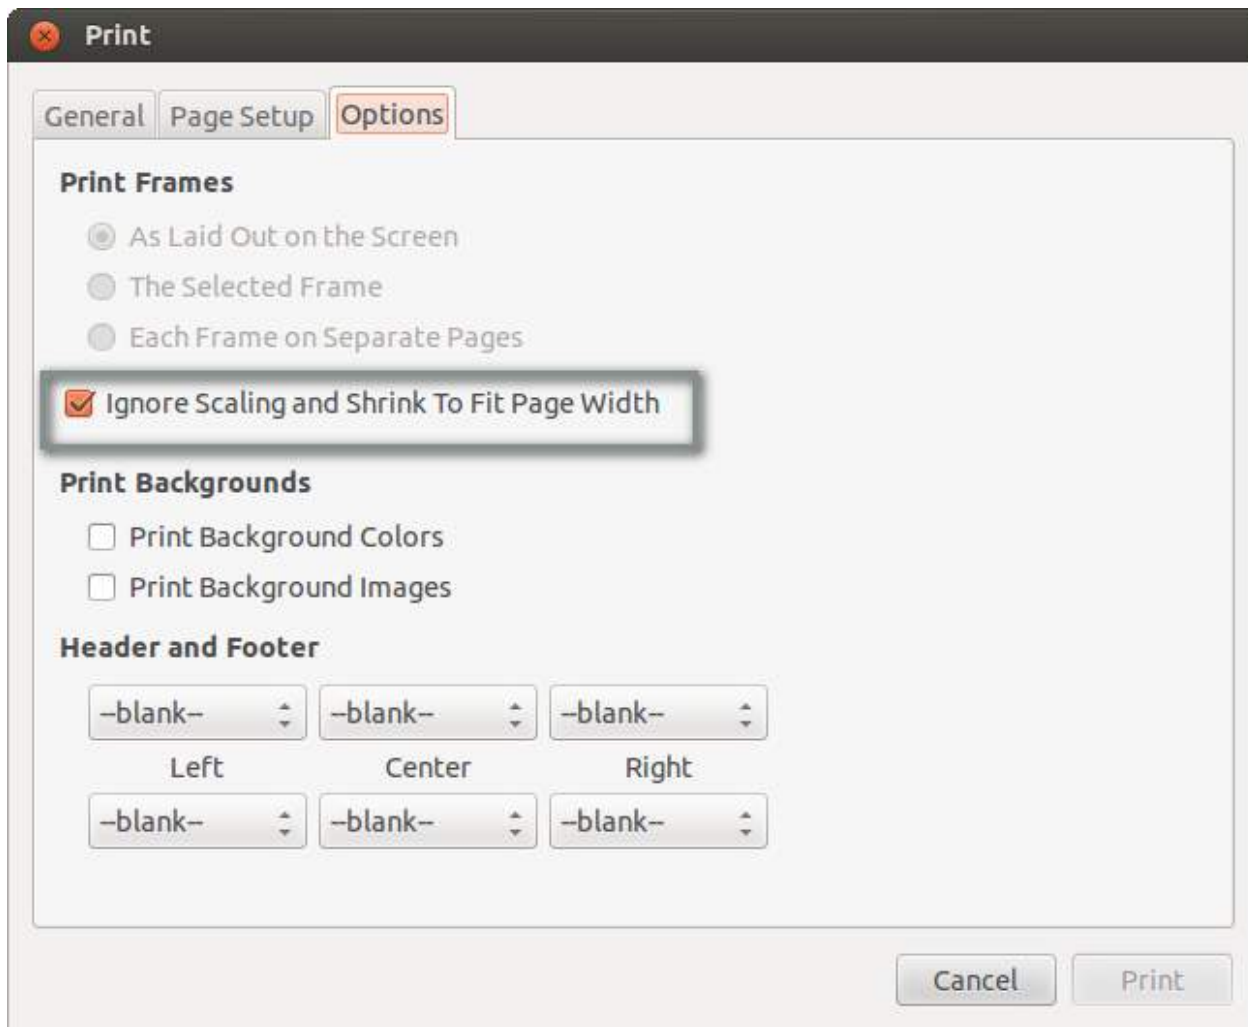 Print
General Page Setup Options
Print Frames
As Laid Out on the Screen
The Selected Frame
Each Frame on Separate Pages
Ignore Scaling and Shrink To Fit Page Width
Print Backgrounds
Print Background Colors
Print Background Images
Header and Footer
--blank-- --blank-- --blank--
Left Center Right
--blank-- --blank-- --blank--
Cancel Print